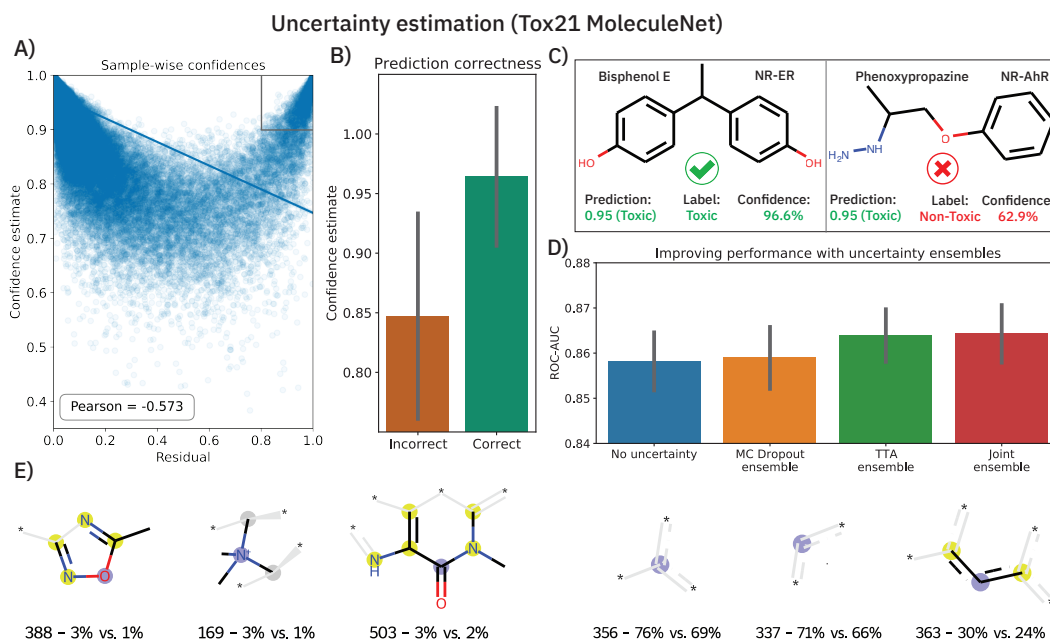 Uncertainty estimation (Tox21 MoleculeNet)
A)
Sample-wise confidences
Confidence estimate
1.0
0.9
0.8
0.7
0.6
0.5
0.4
Pearson = -0.573
0.0
0.2
0.4
0.6
0.8
1.0
Residual
B)
Prediction correctness
Confidence estimate
1.00
0.95
0.90
0.85
0.80
Incorrect
Correct
C)
Bisphenol E
NR-ER
HO
OH
Prediction:
0.95 (Toxic)
Label:
Toxic
Confidence:
96.6%
Phenoxypropazine
NR-AhR
H₂N
NH
O
Prediction:
0.95 (Toxic)
Label:
Non-Toxic
Confidence
62.9%
D)
Improving performance with uncertainty ensembles
ROC-AUC
0.88
0.87
0.86
0.85
0.84
No uncertainty
MC Dropout
ensemble
TTA
ensemble
Joint
ensemble
E)
* N N O
388 – 3% vs. 1%
* N⁺ *
169 – 3% vs. 1%
* * * * N H N O
503 – 3% vs. 2%
* * *
356 – 76% vs. 69%
* *
337 – 71% vs. 66%
* * * *
363 – 30% vs. 24%